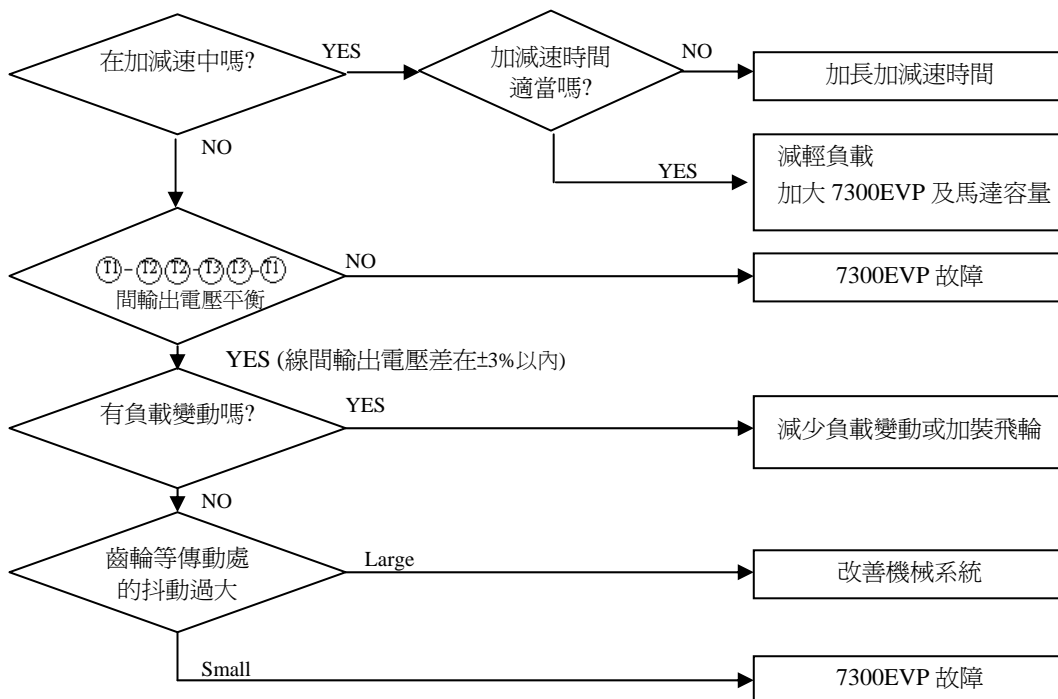 在加減速中嗎?
YES
加減速時間
適當嗎?
NO
加長加減速時間
NO
YES
減輕負載
加大 7300EVP 及馬達容量
T1-T2 T2-T3 T3-T1
間輸出電壓平衡
NO
7300EVP 故障
YES (線間輸出電壓差在±3%以內)
有負載變動嗎?
YES
減少負載變動或加裝飛輪
NO
齒輪等傳動處
的抖動過大
Large
改善機械系統
Small
7300EVP 故障